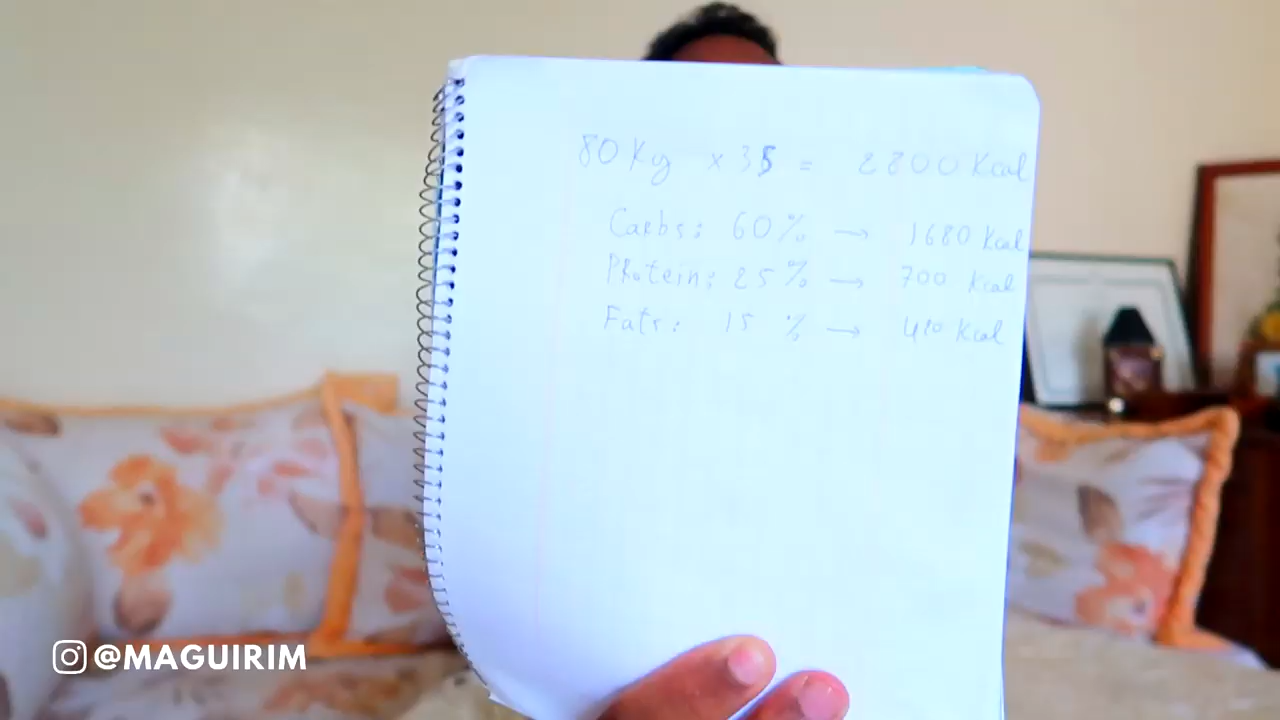 80 Kg x 35 = 2800 Kcal
Carbs: 60 % → 1680 Kcal
Protein: 25 % → 700 Kcal
Fats: 15 % → 420 Kcal
@MAGUIRIM